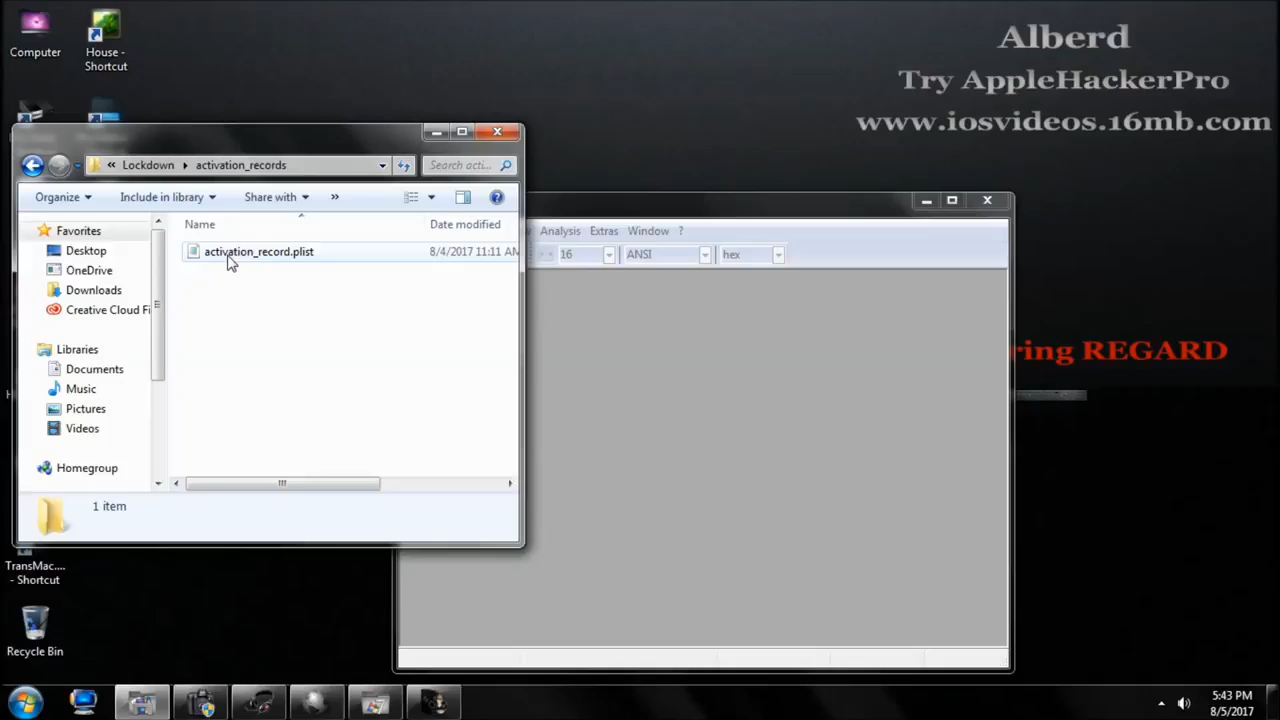 Computer
House -
Shortcut
Alberd
Try AppleHackerPro
www.iosvideos.16mb.com
ring REGARD
« Lockdown activation_records
Search acti...
Organize
Include in library
Share with
»
Favorites
Desktop
OneDrive
Downloads
Creative Cloud Fi
Libraries
Documents
Music
Pictures
Videos
Homegroup
Name
Date modified
activation_record.plist
8/4/2017 11:11 AM
1 item
Analysis
Extras
Window
?
16
ANSI
hex
TransMac....
- Shortcut
Recycle Bin
5:43 PM
8/5/2017